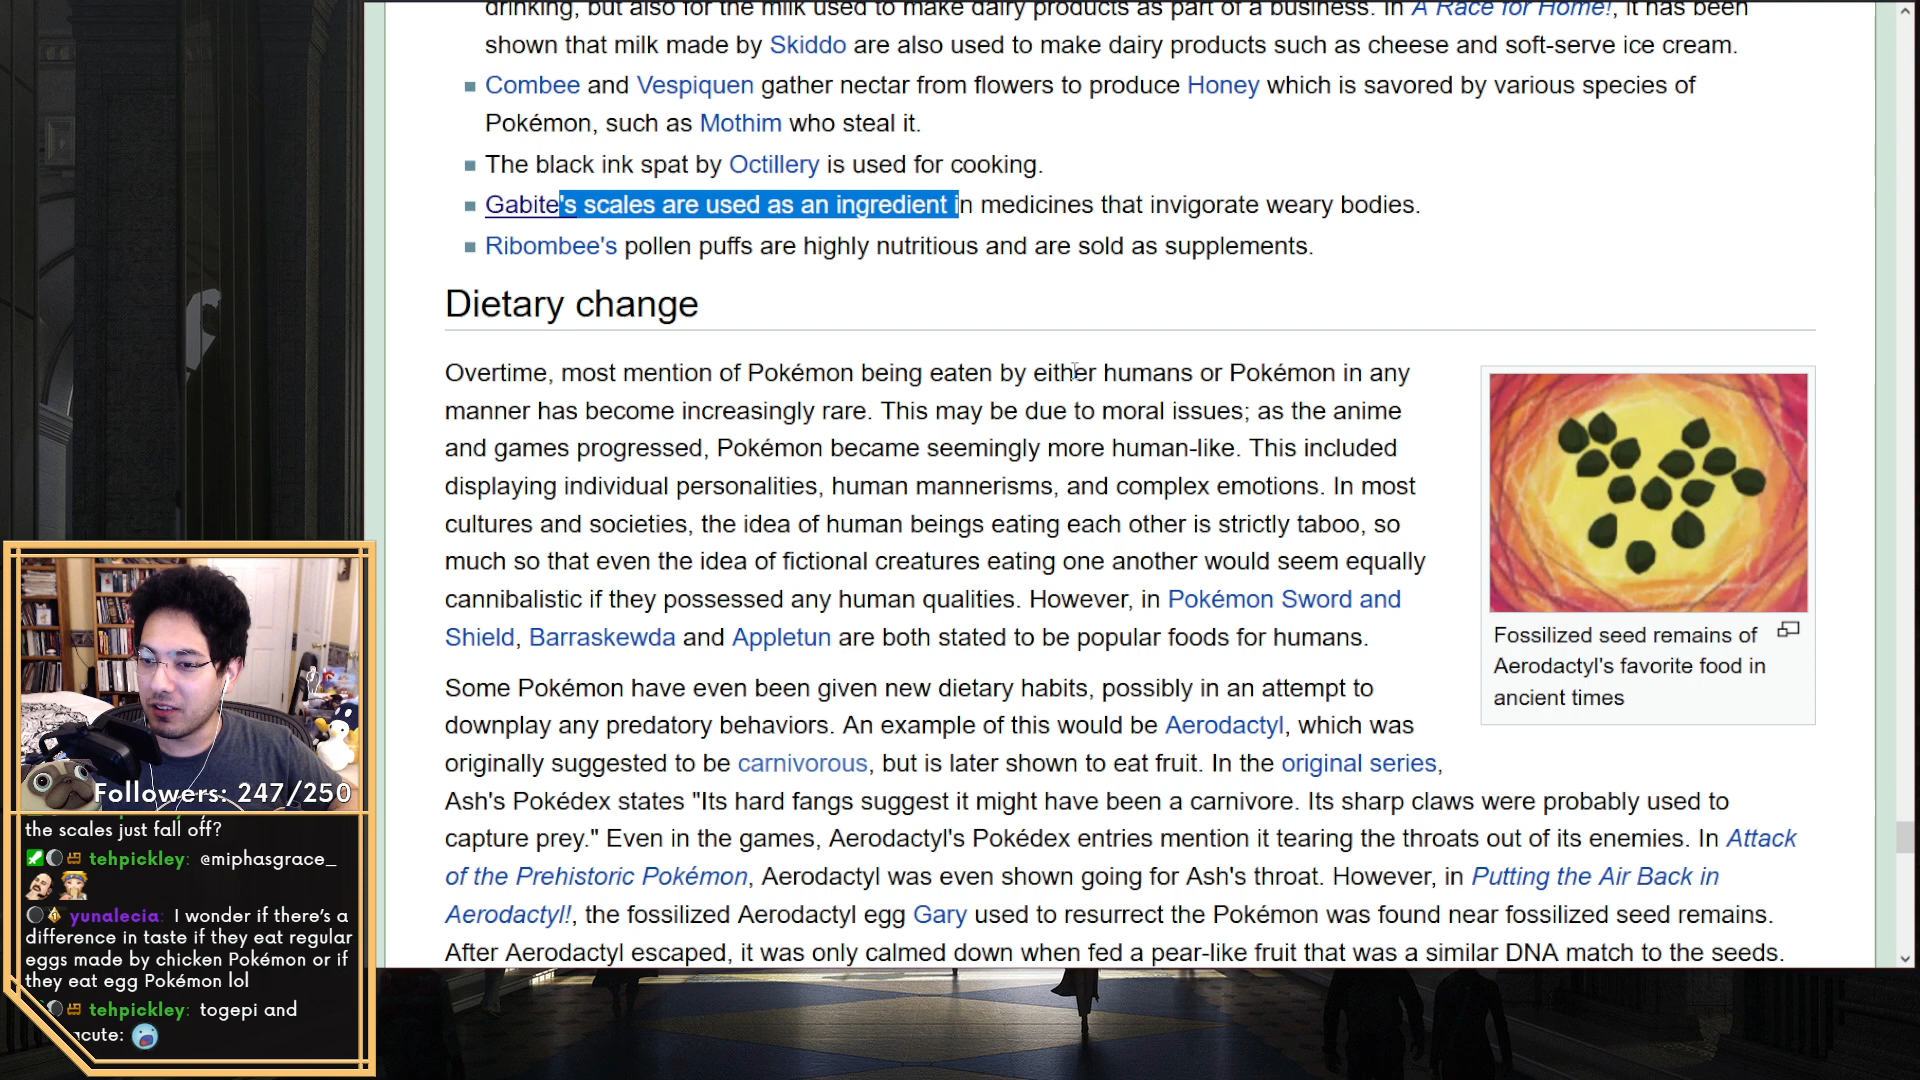 drinking, but also for the milk used to make dairy products as part of a business. In A Race for Home!, it has been
shown that milk made by Skiddo are also used to make dairy products such as cheese and soft-serve ice cream.
Combee and Vespiquen gather nectar from flowers to produce Honey which is savored by various species of
Pokémon, such as Mothim who steal it.
The black ink spat by Octillery is used for cooking.
Gabite's scales are used as an ingredient in medicines that invigorate weary bodies.
Ribombee's pollen puffs are highly nutritious and are sold as supplements.
Dietary change
Overtime, most mention of Pokémon being eaten by either humans or Pokémon in any
manner has become increasingly rare. This may be due to moral issues; as the anime
and games progressed, Pokémon became seemingly more human-like. This included
displaying individual personalities, human mannerisms, and complex emotions. In most
cultures and societies, the idea of human beings eating each other is strictly taboo, so
much so that even the idea of fictional creatures eating one another would seem equally
cannibalistic if they possessed any human qualities. However, in Pokémon Sword and
Shield, Barraskewda and Appletun are both stated to be popular foods for humans.
Fossilized seed remains of
Aerodactyl's favorite food in
ancient times
Some Pokémon have even been given new dietary habits, possibly in an attempt to
downplay any predatory behaviors. An example of this would be Aerodactyl, which was
originally suggested to be carnivorous, but is later shown to eat fruit. In the original series,
Ash's Pokédex states "Its hard fangs suggest it might have been a carnivore. Its sharp claws were probably used to
capture prey." Even in the games, Aerodactyl's Pokédex entries mention it tearing the throats out of its enemies. In Attack
of the Prehistoric Pokémon, Aerodactyl was even shown going for Ash's throat. However, in Putting the Air Back in
Aerodactyl!, the fossilized Aerodactyl egg Gary used to resurrect the Pokémon was found near fossilized seed remains.
After Aerodactyl escaped, it was only calmed down when fed a pear-like fruit that was a similar DNA match to the seeds.
Followers: 247/250
the scales just fall off?
tehpickley: @miphasgrace_
yunalecia: I wonder if there's a
difference in taste if they eat regular
eggs made by chicken Pokémon or if
they eat egg Pokémon lol
tehpickley: togepi and